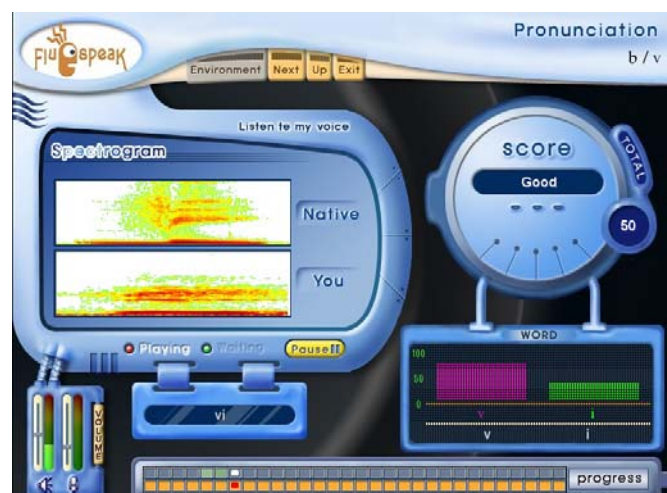 Pronunciation
b / v
FluSpeak
Environment Next Up Exit
Listen to my voice
Spectrogram
Native
You
Playing Waiting Pause
vi
VOLUME
score
Good
- - -
TOTAL
50
WORD
100
50
0
v i
v i
progress